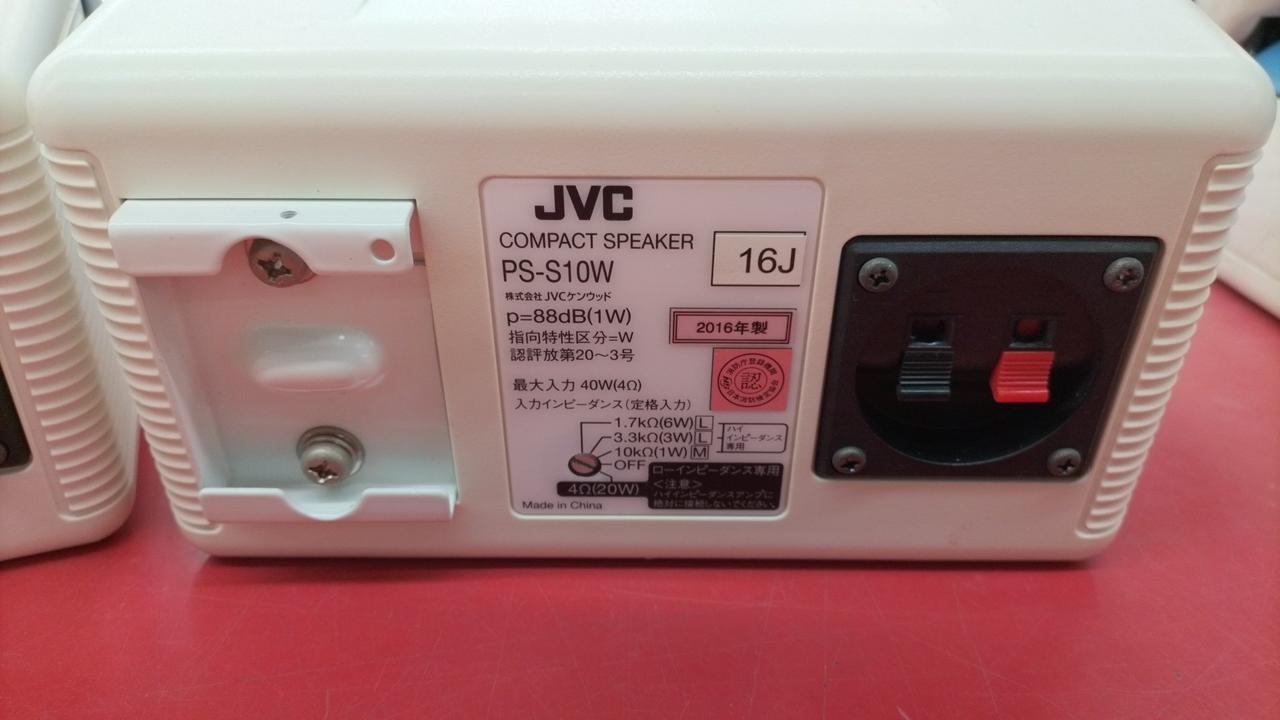 JVC
COMPACT SPEAKER
PS-S10W
16J
株式会社 JVCケンウッド
p=88dB(1W)
2016年製
指向特性区分=W
認評放第20～3号
認
最大入力 40W(4Ω)
入力インピーダンス(定格入力)
1.7kΩ(6W) L
3.3kΩ(3W) L
10kΩ(1W) M
ハイ
インピーダンス
専用
OFF
4Ω(20W)
ローインピーダンス専用
<注意>
ハイインピーダンスアンプに
絶対に接続しないでください。
Made in China